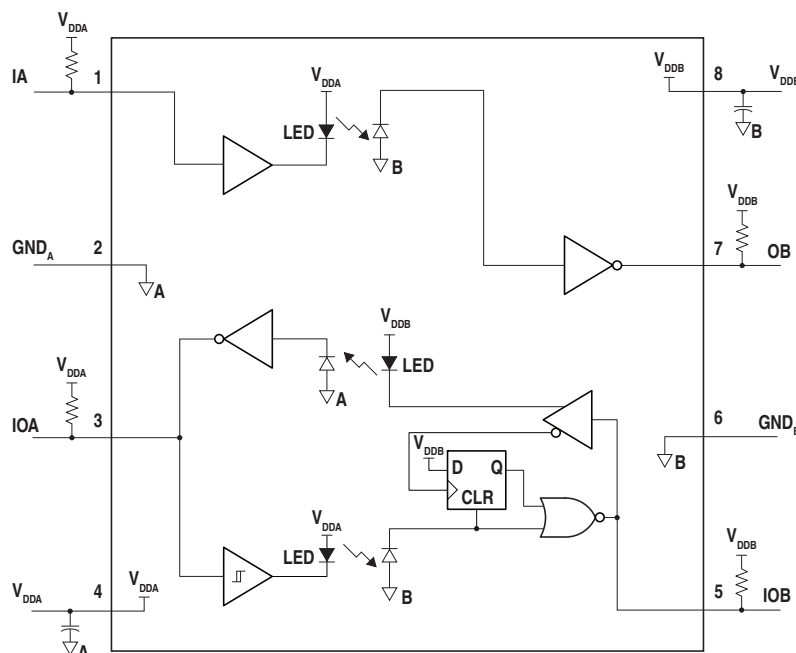 V_DDA
IA
1
V_DDA
LED
B
V_DDB
8
V_DDB
B
GND_A
2
A
V_DDB
7
OB
V_DDB
LED
A
V_DDA
IOA
3
6
GND_B
B
V_DDB
D Q
CLR
V_DDA
LED
B
V_DDB
5
IOB
V_DDA
4
V_DDA
A